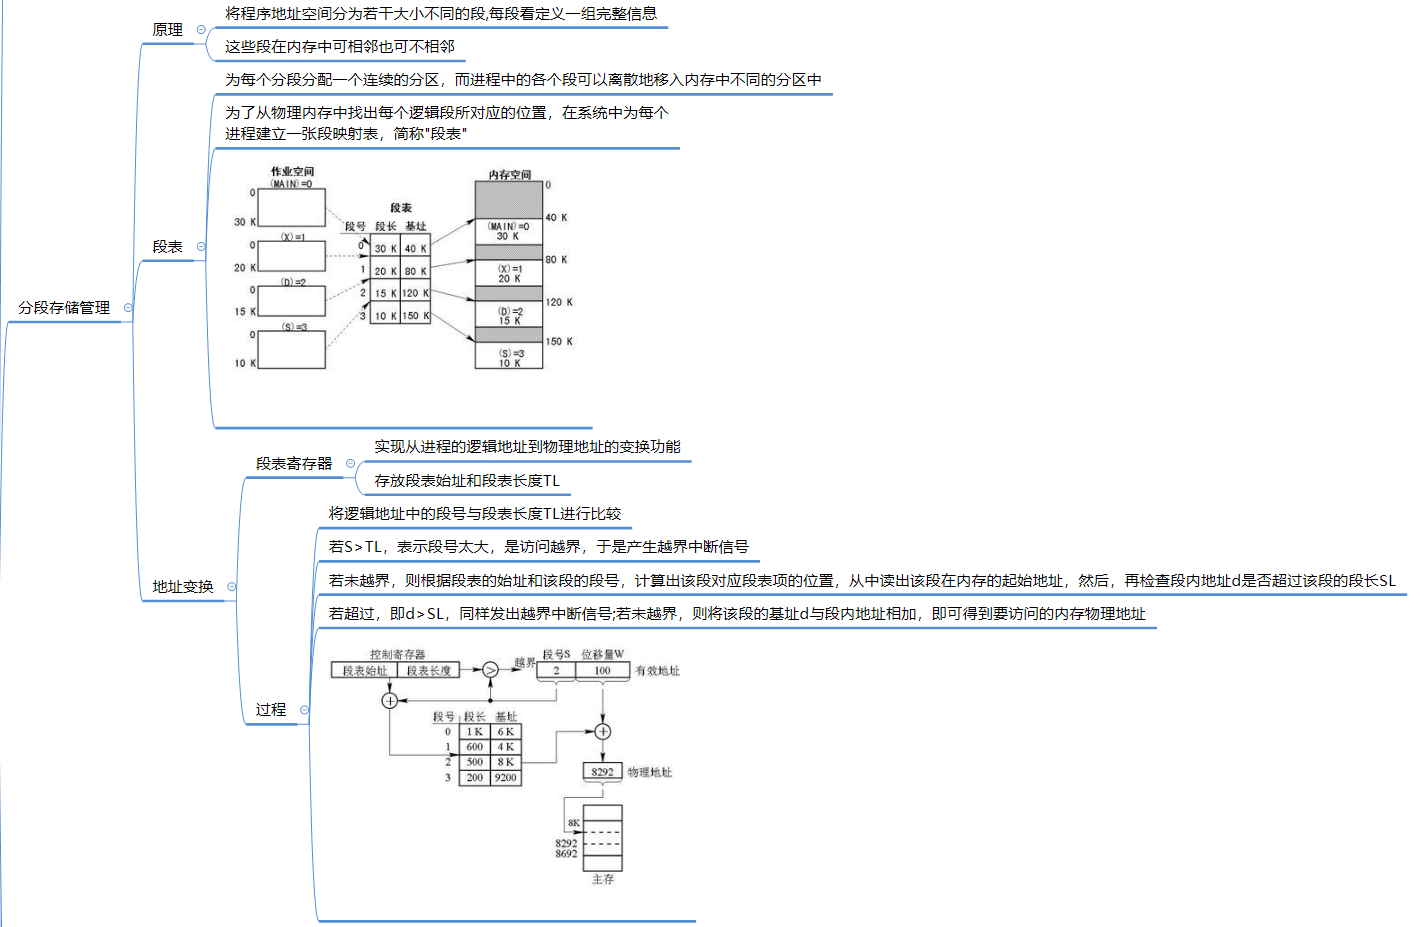 分段存储管理
原理
将程序地址空间分为若干大小不同的段,每段看定义一组完整信息
这些段在内存中可相邻也可不相邻
段表
为每个分段分配一个连续的分区，而进程中的各个段可以离散地移入内存中不同的分区中
为了从物理内存中找出每个逻辑段所对应的位置，在系统中为每个
进程建立一张段映射表，简称"段表"
作业空间
(MAIN)=0
0
30 K
(X)=1
0
20 K
(D)=2
0
15 K
(S)=3
0
10 K
段表
段号 段长 基址
0 30 K 40 K
1 20 K 80 K
2 15 K 120 K
3 10 K 150 K
内存空间
0
40 K
(MAIN)=0
30 K
80 K
(X)=1
20 K
120 K
(D)=2
15 K
150 K
(S)=3
10 K
地址变换
段表寄存器
实现从进程的逻辑地址到物理地址的变换功能
存放段表始址和段表长度TL
过程
将逻辑地址中的段号与段表长度TL进行比较
若S>TL，表示段号太大，是访问越界，于是产生越界中断信号
若未越界，则根据段表的始址和该段的段号，计算出该段对应段表项的位置，从中读出该段在内存的起始地址，然后，再检查段内地址d是否超过该段的段长SL
若超过，即d>SL，同样发出越界中断信号;若未越界，则将该段的基址d与段内地址相加，即可得到要访问的内存物理地址
控制寄存器
段表始址 段表长度
>
越界
段号S 位移量W
2 100
有效地址
+
段号 段长 基址
0 1 K 6 K
1 600 4 K
2 500 8 K
3 200 9200
+
8292 物理地址
8K
8292
8692
主存